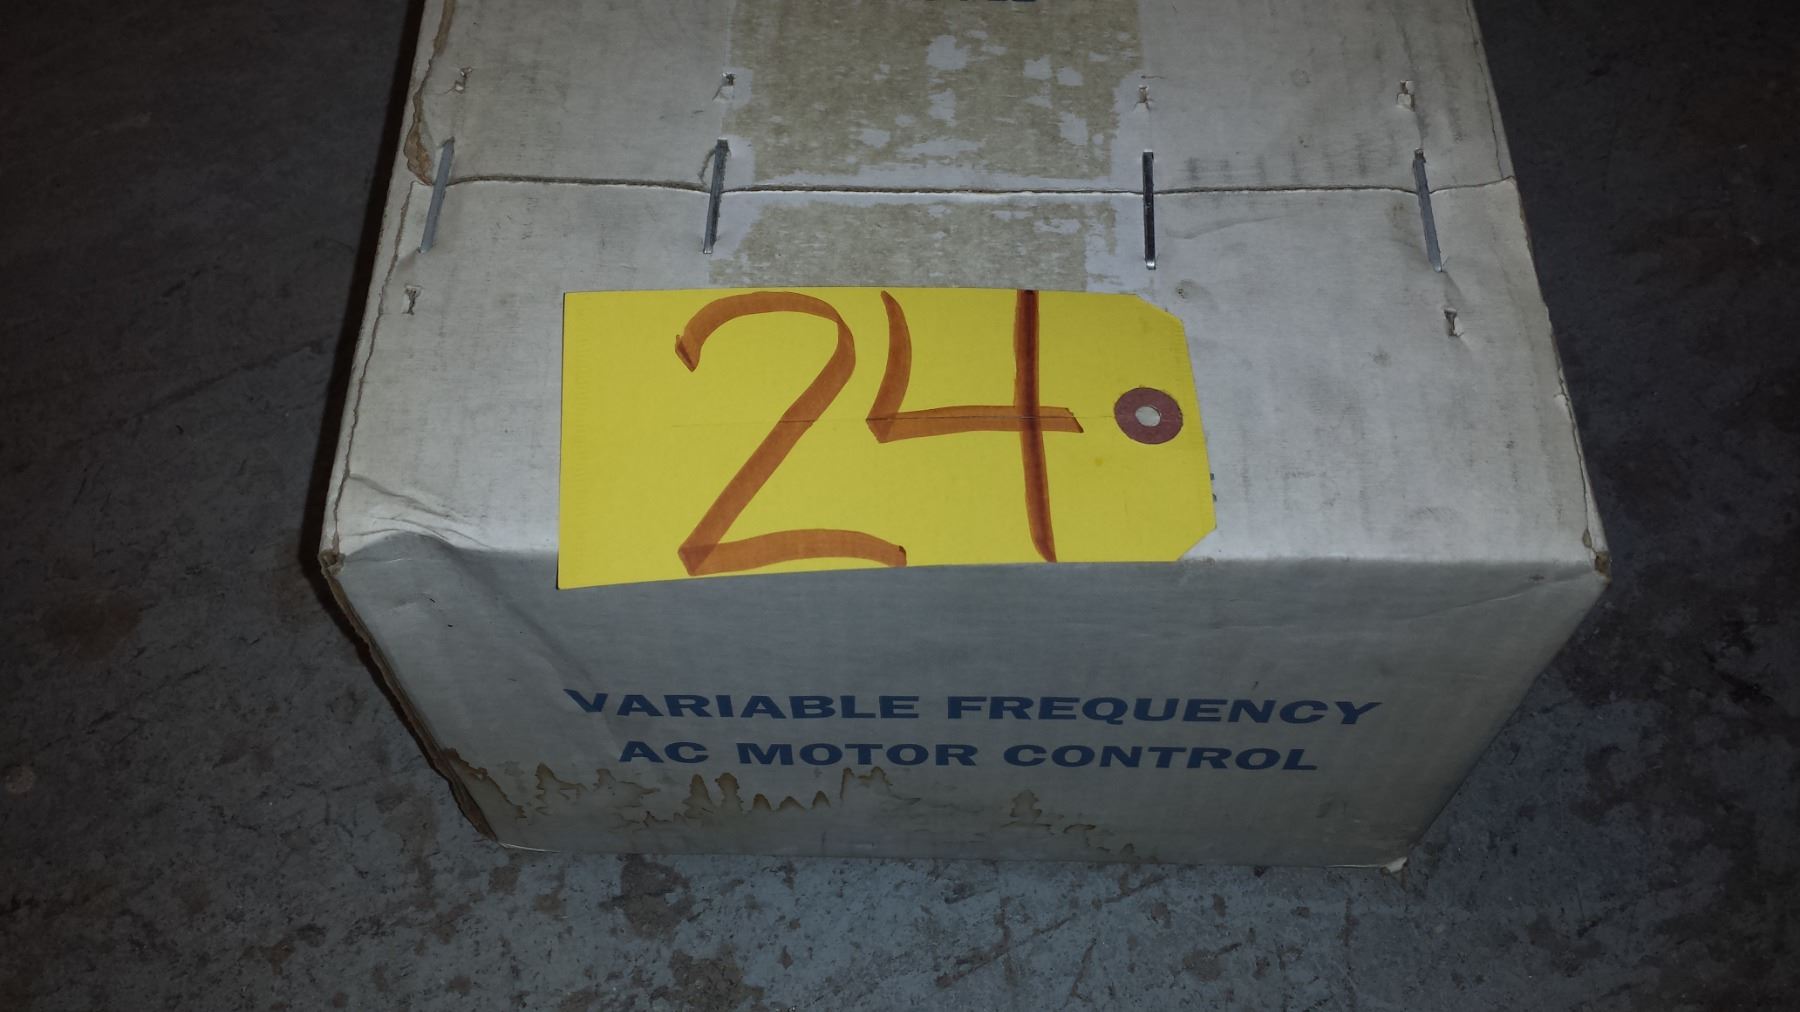 24
VARIABLE FREQUENCY
AC MOTOR CONTROL